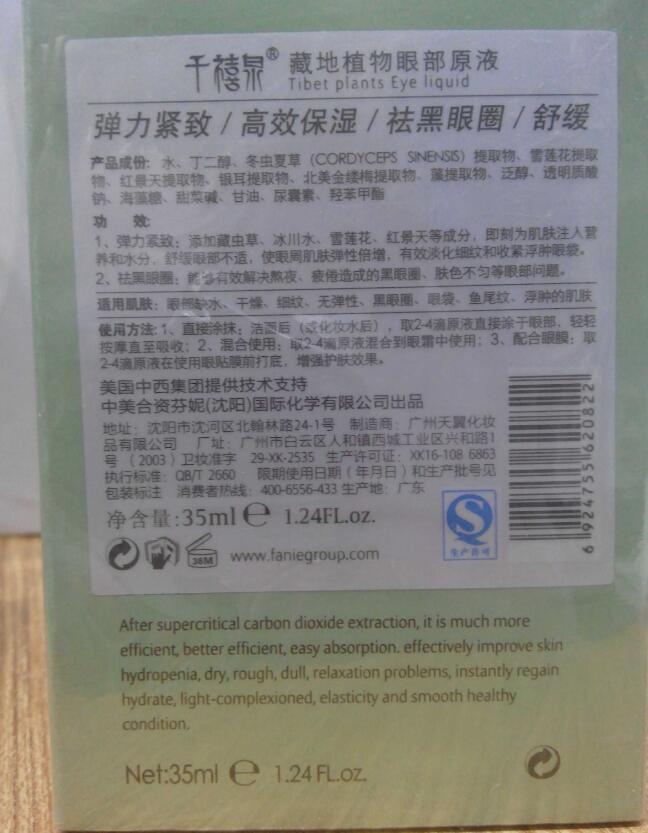 千禧泉® 藏地植物眼部原液
Tibet plants Eye liquid
弹力紧致 / 高效保湿 / 祛黑眼圈 / 舒缓
产品成份: 水、丁二醇、冬虫夏草（CORDYCEPS SINENSIS）提取物、雪莲花提取
物、红景天提取物、银耳提取物、北美金缕梅提取物、藻提取物、泛醇、透明质酸
钠、海藻糖、甜菜碱、甘油、尿囊素、羟苯甲酯
功 效:
1、弹力紧致：添加藏虫草、冰川水、雪莲花、红景天等成分，即刻为肌肤注入营
养和水分，舒缓眼部不适，使眼周肌肤弹性倍增，有效淡化细纹和收紧浮肿眼袋。
2、祛黑眼圈：能够有效解决熬夜、疲倦造成的黑眼圈、肤色不匀等眼部问题。
适用肌肤：眼部缺水、干燥、细纹、无弹性、黑眼圈、眼袋、鱼尾纹、浮肿的肌肤
使用方法: 1、直接涂抹：洁面后（或化妆水后），取2-4滴原液直接涂于眼部，轻轻
按摩直至吸收；2、混合使用：取2-4滴原液混合到眼霜中使用；3、配合眼膜：取
2-4滴原液在使用眼贴膜前打底，增强护肤效果。
美国中西集团提供技术支持
中美合资芬妮(沈阳)国际化学有限公司出品
地址：沈阳市沈河区北翰林路24-1号 制造商：广州天翼化妆
品有限公司 厂址：广州市白云区人和镇西城工业区兴和路1
号（2003）卫妆准字 29-XK-2535 生产许可证：XK16-108 6863
执行标准：QB/T 2660 限期使用日期（年月日）和生产批号见
包装标注 消费者热线：400-6556-433 生产地：广东
净含量:35ml e 1.24FL.oz.
36M www.faniegroup.com
生产许可
6 924755 620822
After supercritical carbon dioxide extraction, it is much more
efficient, better efficient, easy absorption. effectively improve skin
hydropenia, dry, rough, dull, relaxation problems, instantly regain
hydrate, light-complexioned, elasticity and smooth healthy
condition.
Net:35ml e 1.24 FL.oz.